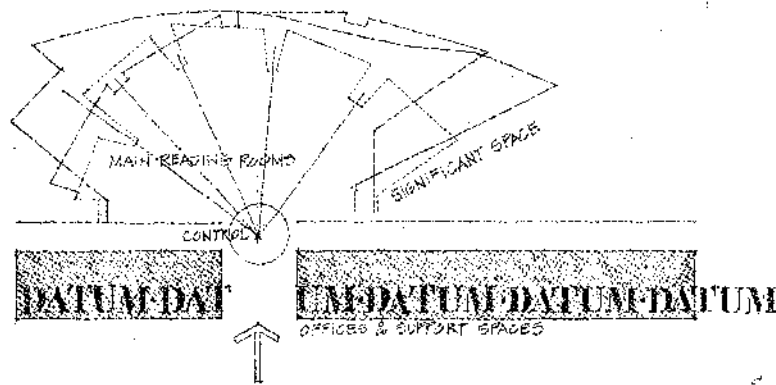 MAIN READING ROOMS
SIGNIFICANT SPACE
CONTROL
DATUM·DAT UM·DATUM·DATUM·DATUM
OFFICES & SUPPORT SPACES